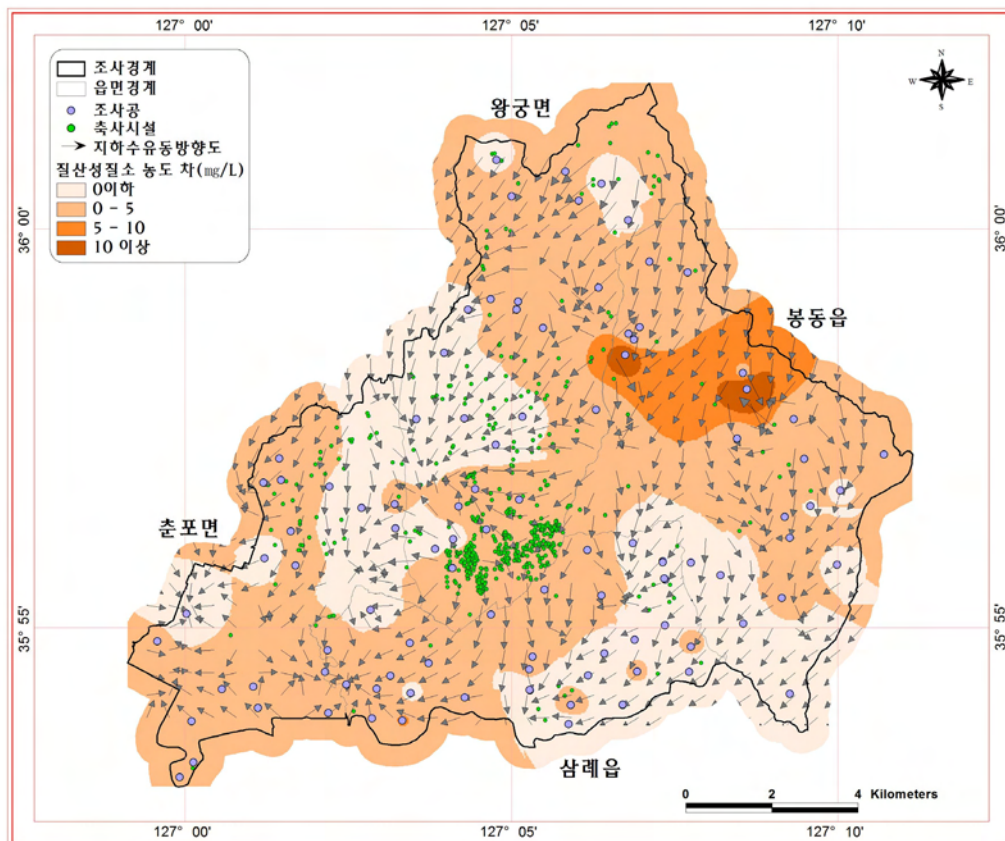 127° 00'
127° 05'
127° 10'
조사경계
읍면경계
조사공
축사시설
지하수유동방향도
질산성질소 농도 차(㎎/L)
0이하
0 - 5
5 - 10
10 이상
N
W
E
S
왕궁면
36° 00'
36° 00'
봉동읍
춘포면
35° 55'
35° 55'
삼례읍
0
2
4
Kilometers
127° 00'
127° 05'
127° 10'